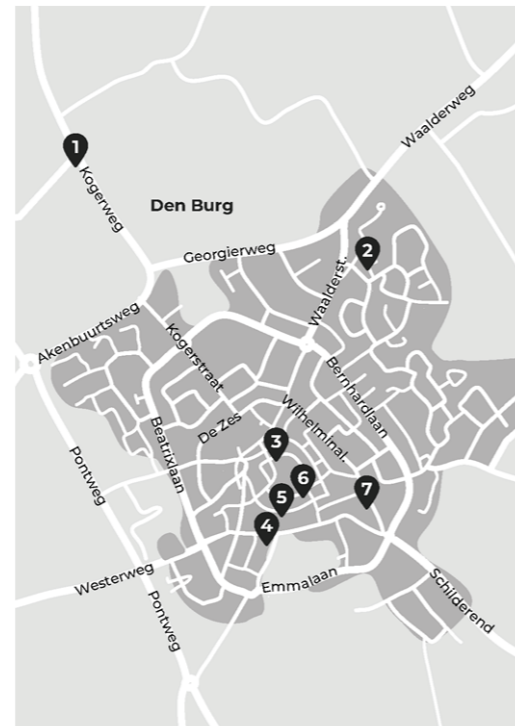 Waalderweg
1
Kogerweg
Den Burg
Georgierweg
2
Waalderst.
Akenbuurtsweg
Kogerstraat
Bernhardlaan
Beatrixlaan
De Zes
Wilhelminal.
3
Pontweg
6
7
5
4
Westerweg
Emmalaan
Schilderend
Pontweg